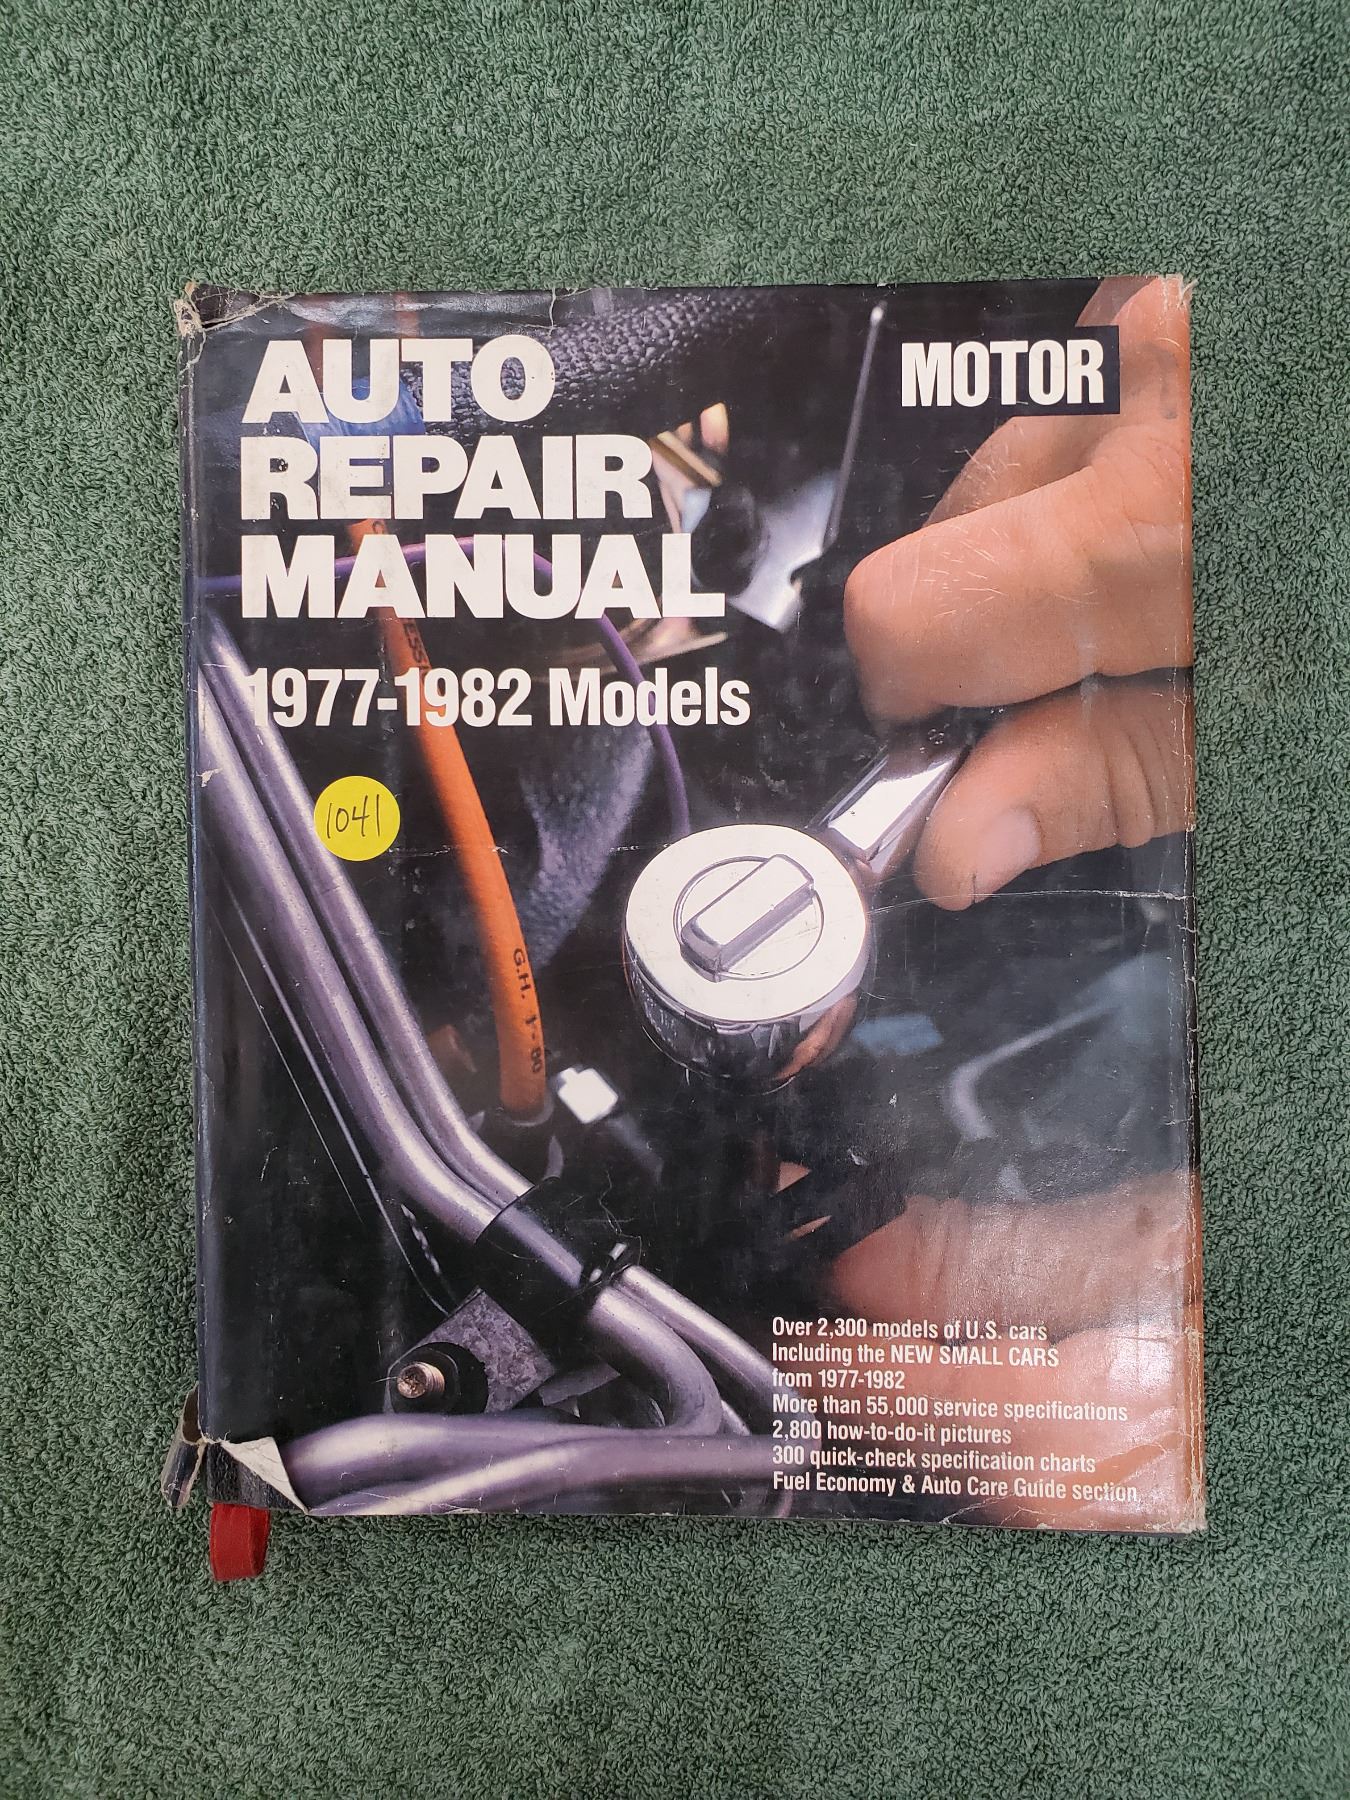 MOTOR
AUTO
REPAIR
MANUAL
1977-1982 Models
1041
G.H. 1-80
Over 2,300 models of U.S. cars
Including the NEW SMALL CARS
from 1977-1982
More than 55,000 service specifications
2,800 how-to-do-it pictures
300 quick-check specification charts
Fuel Economy & Auto Care Guide section